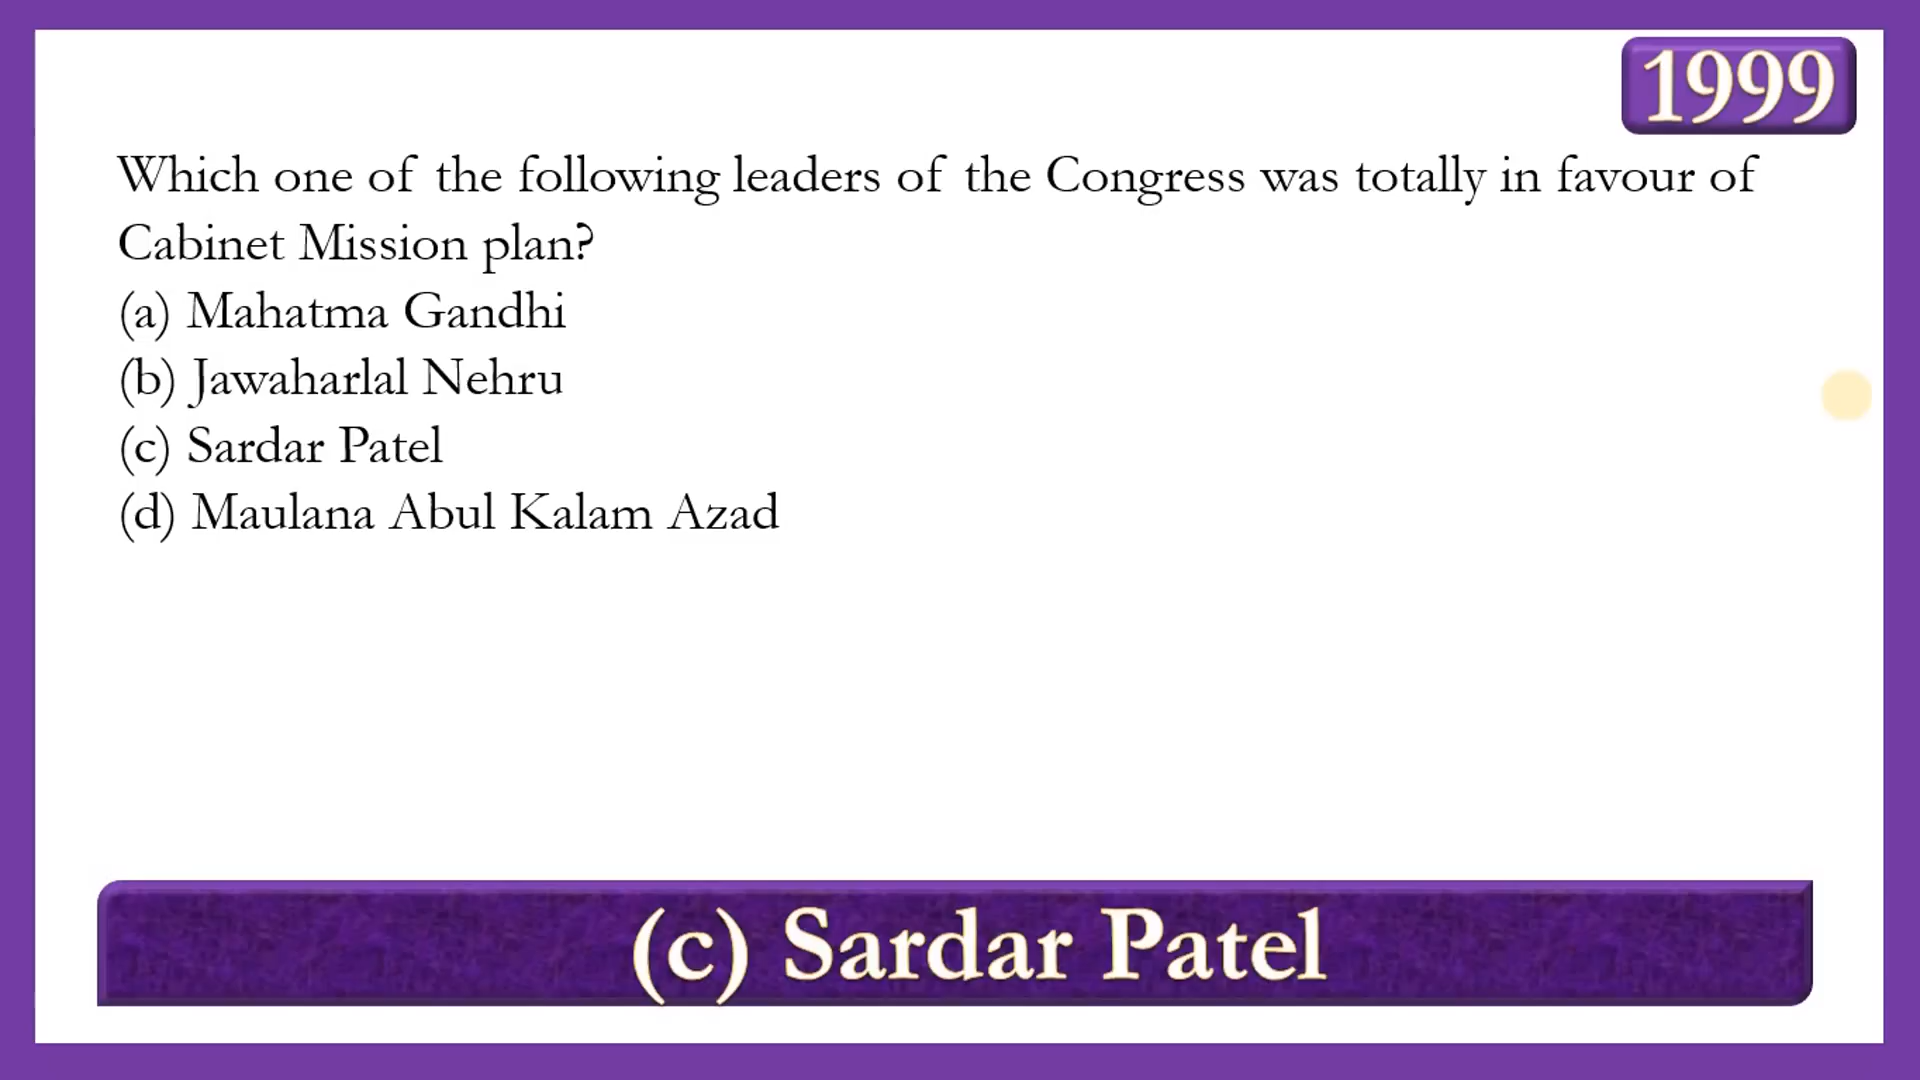 1999
Which one of the following leaders of the Congress was totally in favour of
Cabinet Mission plan?
(a) Mahatma Gandhi
(b) Jawaharlal Nehru
(c) Sardar Patel
(d) Maulana Abul Kalam Azad
(c) Sardar Patel